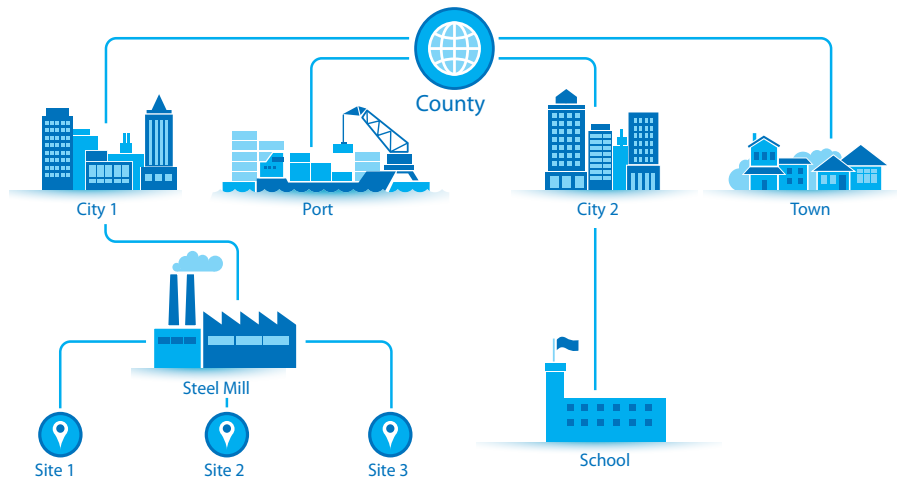 County
City 1
Port
City 2
Town
Steel Mill
Site 1
Site 2
Site 3
School